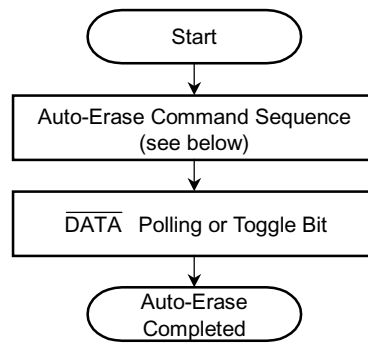 Start
Auto-Erase Command Sequence
(see below)
DATA Polling or Toggle Bit
Auto-Erase
Completed